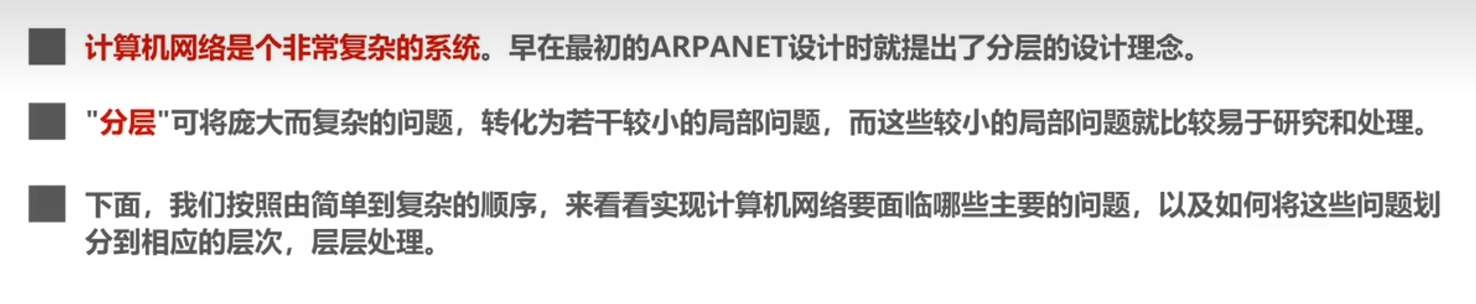 计算机网络是个非常复杂的系统。早在最初的ARPANET设计时就提出了分层的设计理念。
"分层"可将庞大而复杂的问题，转化为若干较小的局部问题，而这些较小的局部问题就比较易于研究和处理。
下面，我们按照由简单到复杂的顺序，来看看实现计算机网络要面临哪些主要的问题，以及如何将这些问题划
分到相应的层次，层层处理。